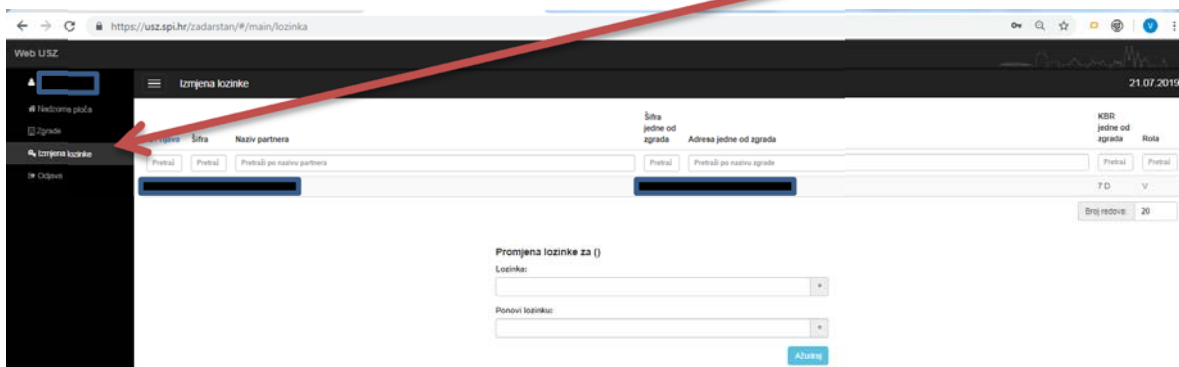 https://usz.spi.hr/zadarstan/#/main/lozinka
V
Web USZ
Izmjena lozinke
21.07.2019
Nadzorna ploča
Zgrade
Izmjena lozinke
Odjava
Šifra
Naziv partnera
Šifra jedne od zgrada
Adresa jedne od zgrada
KBR jedne od zgrada
Rola
Pretraž
Pretraž
Pretraži po nazivu partnera
Pretraž
Pretraži po nazivu zgrade
Pretraž
Pretraž
7 D
V
Broj redova:
20
Promjena lozinke za ()
Lozinka:
*
Ponovi lozinku:
*
Ažuriraj